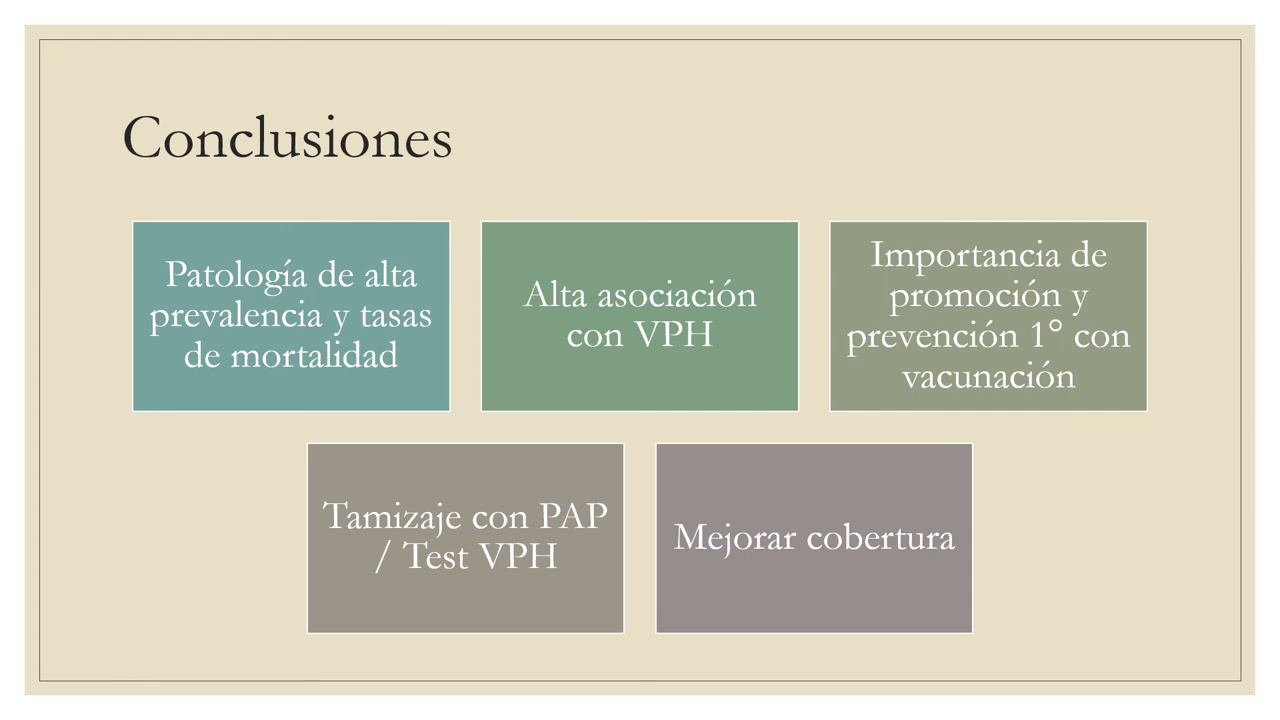 Conclusiones
Patología de alta
prevalencia y tasas
de mortalidad
Alta asociación
con VPH
Importancia de
promoción y
prevención 1° con
vacunación
Tamizaje con PAP
/ Test VPH
Mejorar cobertura